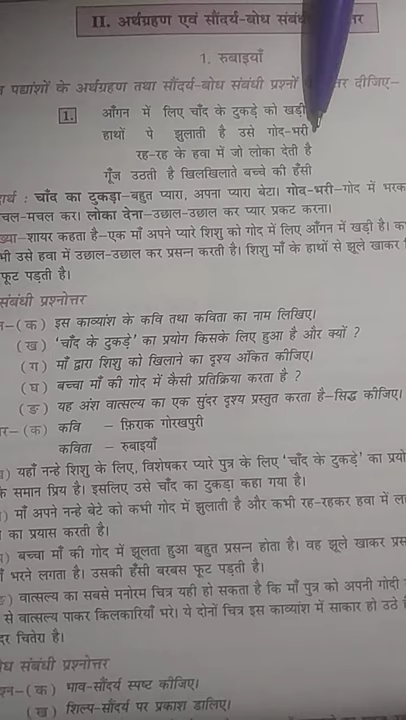 II. अर्थग्रहण एवं सौंदर्य-बोध
1. रुबाइयाँ
पद्यांशों के अर्थग्रहण तथा सौंदर्य-बोध संबंधी प्रश्नों दीजिए—
1. आँगन में लिए चाँद के टुकड़े को खड़ी
हाथों पे झुलाती है उसे गोद-भरी
रह-रह के हवा में जो लोका देती है
गूँज उठती है खिलखिलाते बच्चे की हँसी
चाँद का टुकड़ा—बहुत प्यारा, अपना प्यारा बेटा। गोद-भरी—गोद में भरक
चल-मचल कर। लोका देना—उछाल-उछाल कर प्यार प्रकट करना।
ख्या—शायर कहता है—एक माँ अपने प्यारे शिशु को गोद में लिए आँगन में खड़ी है। क
भी उसे हवा में उछाल-उछाल कर प्रसन्न करती है। शिशु माँ के हाथों से झूले खाकर
फूट पड़ती है।
संबंधी प्रश्नोत्तर
न—(क) इस काव्यांश के कवि तथा कविता का नाम लिखिए।
(ख) 'चाँद के टुकड़े' का प्रयोग किसके लिए हुआ है और क्यों ?
(ग) माँ द्वारा शिशु को खिलाने का दृश्य अंकित कीजिए।
(घ) बच्चा माँ की गोद में कैसी प्रतिक्रिया करता है ?
(ङ) यह अंश वात्सल्य का एक सुंदर दृश्य प्रस्तुत करता है—सिद्ध कीजिए।
र—(क) कवि – फ़िराक गोरखपुरी
कविता – रुबाइयाँ
) यहाँ नन्हे शिशु के लिए, विशेषकर प्यारे पुत्र के लिए 'चाँद के टुकड़े' का प्रयो
के समान प्रिय है। इसलिए उसे चाँद का टुकड़ा कहा गया है।
) माँ अपने नन्हे बेटे को कभी गोद में झुलाती है और कभी रह-रहकर हवा में
का प्रयास करती है।
) बच्चा माँ की गोद में झूलता हुआ बहुत प्रसन्न होता है। वह झूले खाकर प्रस
भरने लगता है। उसकी हँसी बरबस फूट पड़ती है।
) वात्सल्य का सबसे मनोरम चित्र यही हो सकता है कि माँ पुत्र को अपनी गोदी
से वात्सल्य पाकर किलकारियाँ भरे। ये दोनों चित्र इस काव्यांश में साकार हो उठे
दर चितेरा है।
ोध संबंधी प्रश्नोत्तर
श्न—(क) भाव-सौंदर्य स्पष्ट कीजिए।
(ख) शिल्प-सौंदर्य पर प्रकाश डालिए।